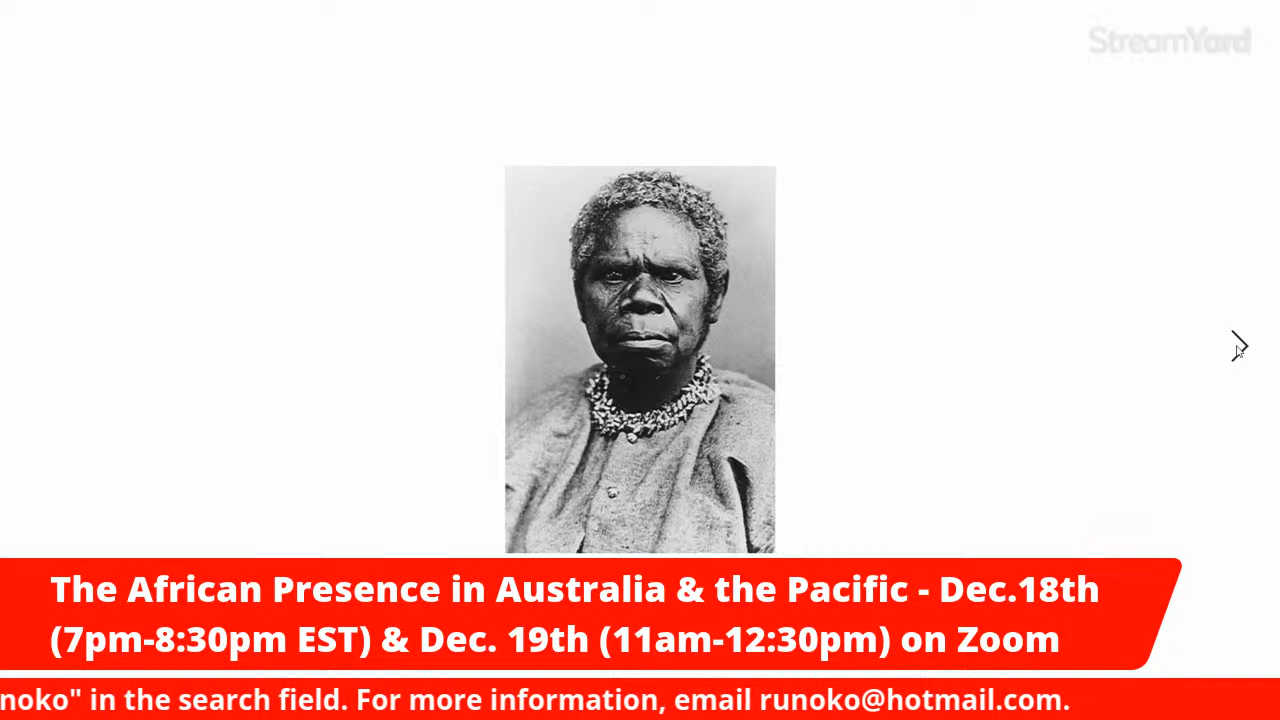 StreamYard
The African Presence in Australia & the Pacific - Dec.18th
(7pm-8:30pm EST) & Dec. 19th (11am-12:30pm) on Zoom
noko" in the search field. For more information, email runoko@hotmail.com.